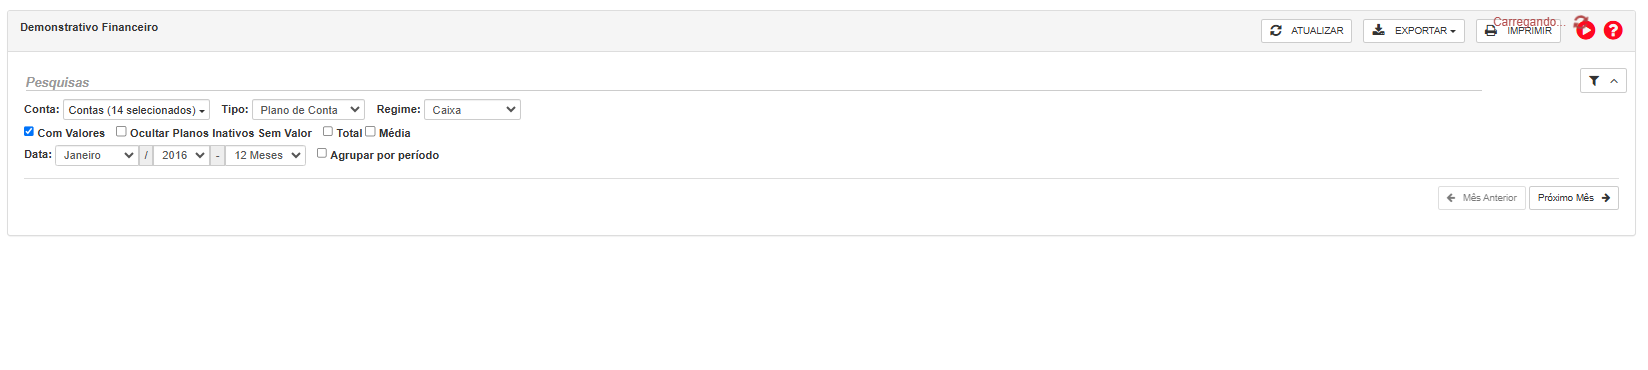 Demonstrativo Financeiro
Carregando...
ATUALIZAR EXPORTAR IMPRIMIR
Pesquisas
Conta: Contas (14 selecionados) Tipo: Plano de Conta Regime: Caixa
Com Valores Ocultar Planos Inativos Sem Valor Total Média
Data: Janeiro / 2016 - 12 Meses Agrupar por período
Mês Anterior Próximo Mês